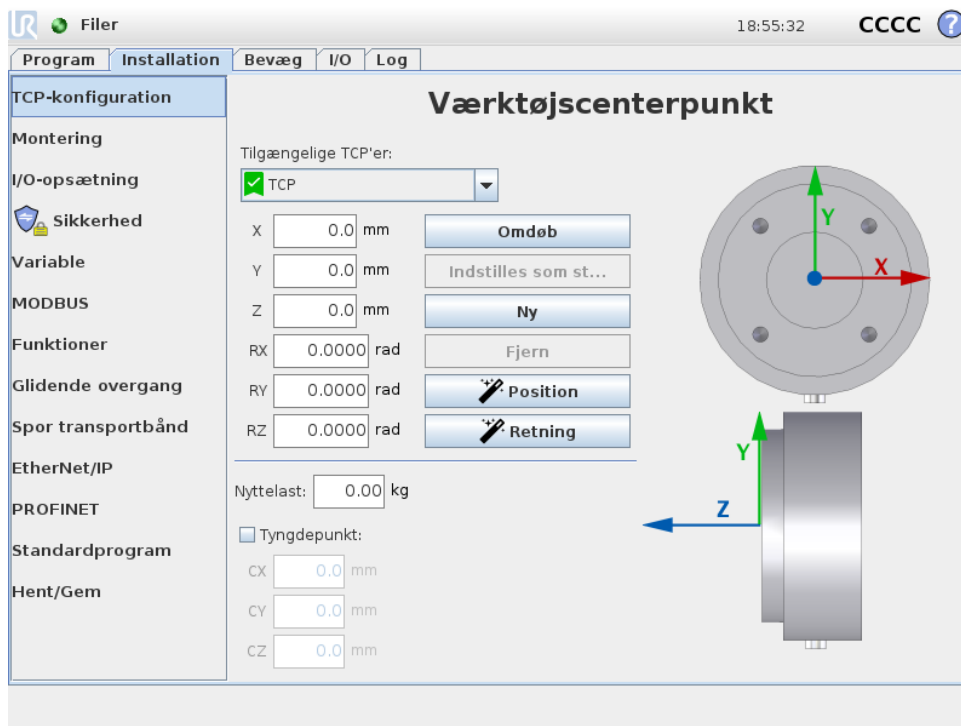 UR Filer 18:55:32 CCCC ?
Program Installation Bevæg I/O Log
TCP-konfiguration
Montering
I/O-opsætning
Sikkerhed
Variable
MODBUS
Funktioner
Glidende overgang
Spor transportbånd
EtherNet/IP
PROFINET
Standardprogram
Hent/Gem
Værktøjscenterpunkt
Tilgængelige TCP'er:
TCP
X 0.0 mm Omdøb
Y 0.0 mm Indstilles som st...
Z 0.0 mm Ny
RX 0.0000 rad Fjern
RY 0.0000 rad Position
RZ 0.0000 rad Retning
Nyttelast: 0.00 kg
Tyngdepunkt:
CX 0.0 mm
CY 0.0 mm
CZ 0.0 mm
Y
X
Y
Z